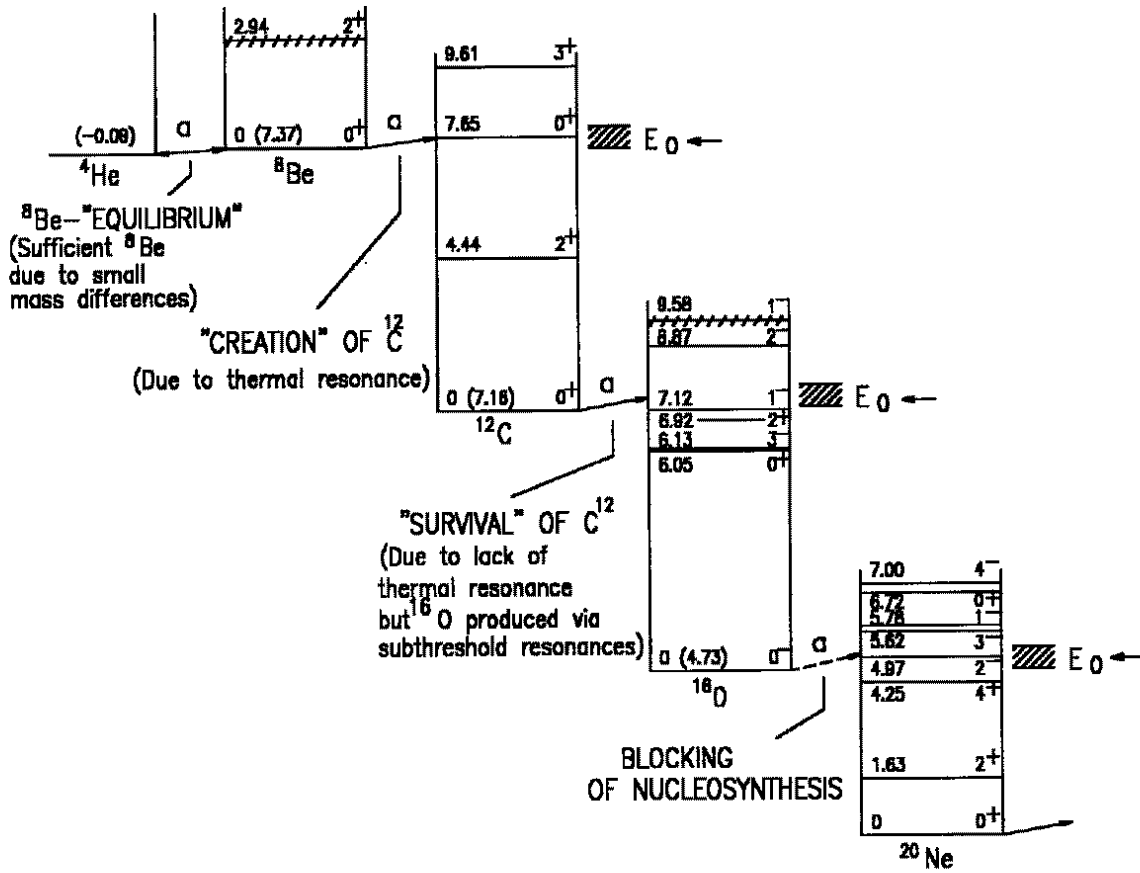 2.94 2+
(-0.09)
a
⁴He
0 (7.37) 0+
⁸Be
a
⁸Be-"EQUILIBRIUM"
(Sufficient ⁸Be
due to small
mass differences)
9.61 3+
7.65 0+
E₀
4.44 2+
0 (7.16) 0+
¹²C
"CREATION" OF ¹²C
(Due to thermal resonance)
a
9.58 1-
8.87 2-
7.12 1-
6.92 2+
6.13 3-
6.05 0+
E₀
"SURVIVAL" OF C¹²
(Due to lack of
thermal resonance
but ¹⁶O produced via
subthreshold resonances)
0 (4.73) 0-
¹⁶O
a
BLOCKING
OF NUCLEOSYNTHESIS
7.00 4-
6.72 0+
5.78 1-
5.62 3-
4.97 2-
4.25 4+
E₀
1.63 2+
0 0+
²⁰Ne